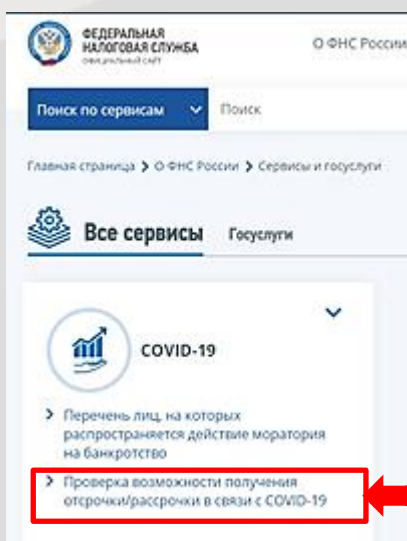 ФЕДЕРАЛЬНАЯ
НАЛОГОВАЯ СЛУЖБА
ОФИЦИАЛЬНЫЙ САЙТ
О ФНС России
Поиск по сервисам
Поиск
Главная страница > О ФНС России > Сервисы и госуслуги
Все сервисы
Госуслуги
COVID-19
> Перечень лиц, на которых
распространяется действие моратория
на банкротство
> Проверка возможности получения
отсрочки/рассрочки в связи с COVID-19